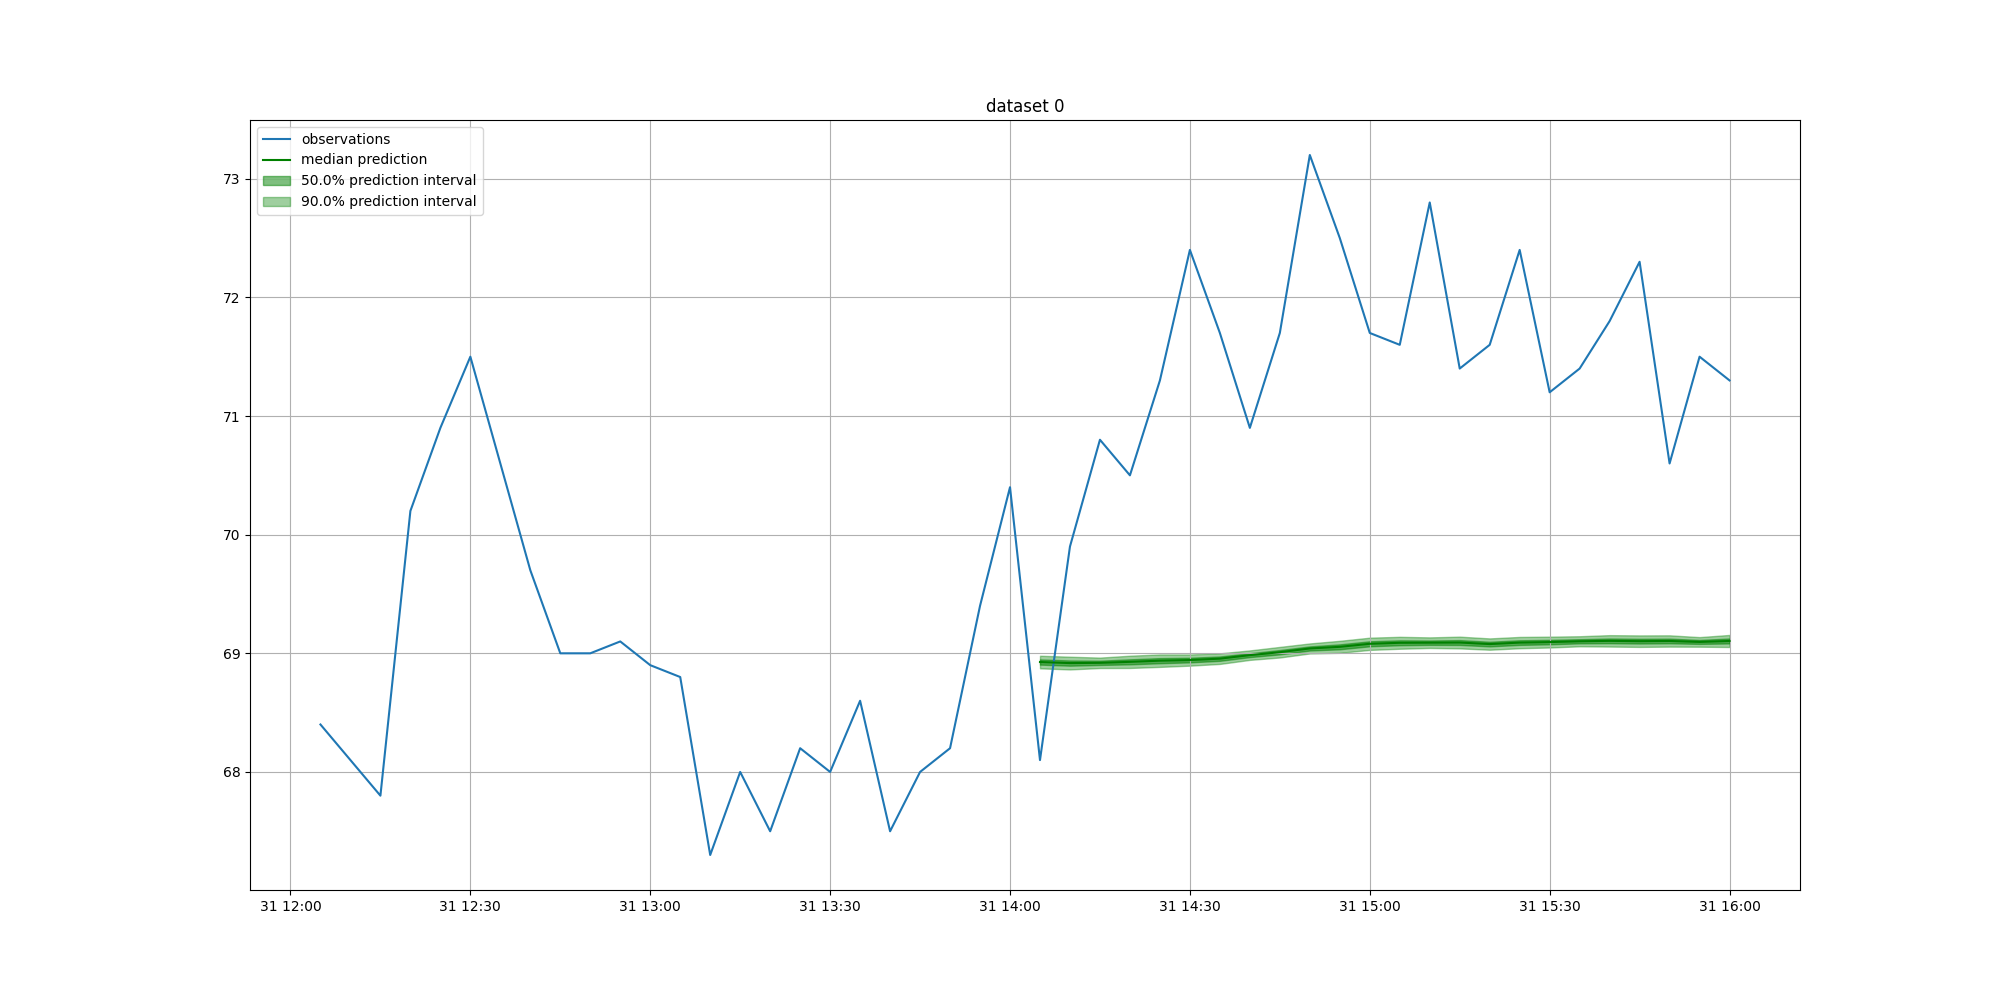 dataset 0
observations
median prediction
50.0% prediction interval
90.0% prediction interval
73
72
71
70
69
68
31 12:00 31 12:30 31 13:00 31 13:30 31 14:00 31 14:30 31 15:00 31 15:30 31 16:00